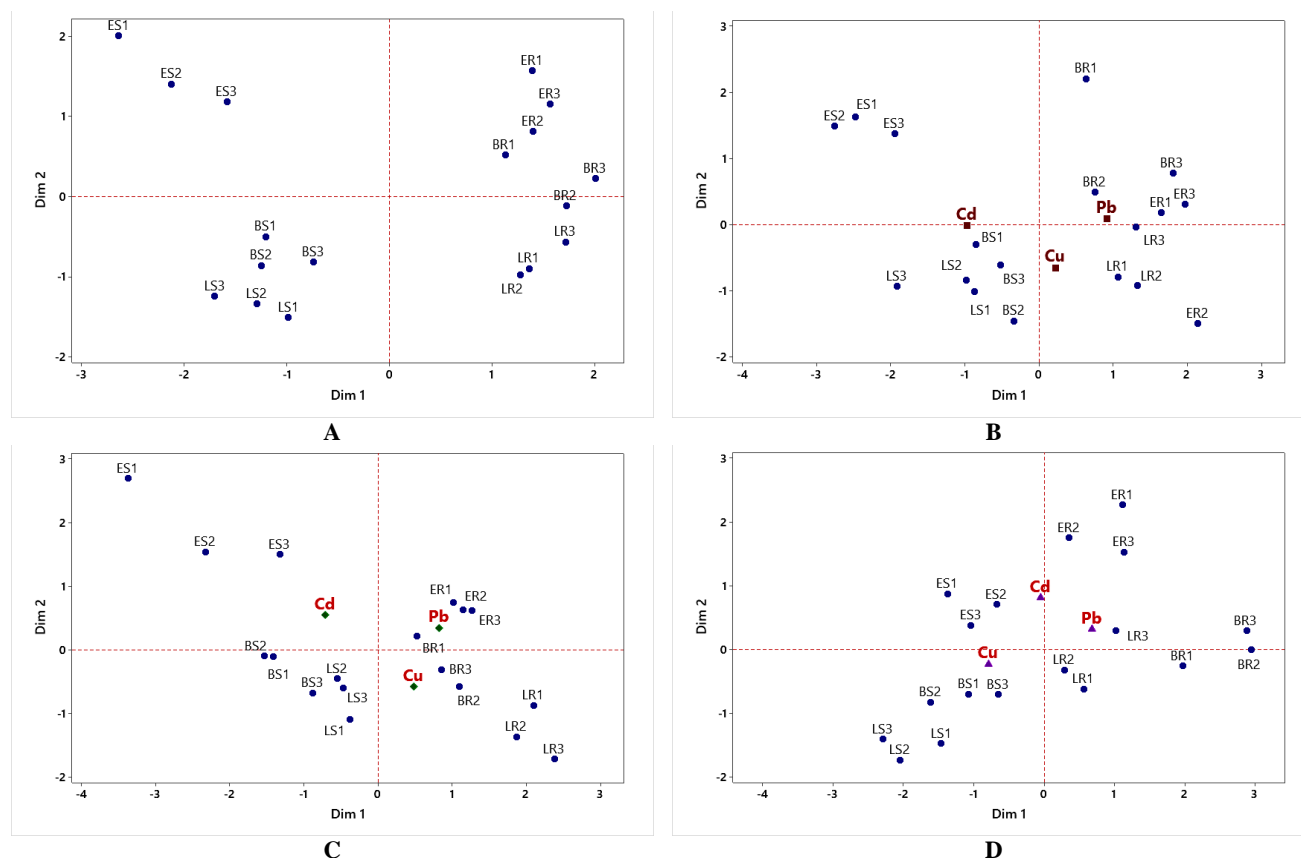 ES1
2
ES2
ER1
ES3
ER3
1
ER2
BR1
BR3
Dim 2
0
BR2
BS1
BS2
BS3
LR3
-1
LR1
LS3
LS2
LR2
LS1
-2
-3 -2 -1 0 1 2
Dim 1
A
3
BR1
2
ES1
ES2
ES3
BR3
1
BR2
ER3
ER1
Pb
Cd
Dim 2
0
BS1
LR3
Cu
LS2
LS3
BS3
LR1
LR2
-1
LS1
BS2
ER2
-2
-4 -3 -2 -1 0 1 2 3
Dim 1
B
3
ES1
2
ES2
ES3
1
Cd
ER1
ER2
Pb
ER3
Dim 2
0
BS2
BR1
BS1
LS2
BR3
Cu
BS3
LS3
BR2
LR1
-1
LS1
LR2
LR3
-2
-3 -2 -1 0 1 2 3
Dim 1
C
3
ER1
2
ER2
ER3
1
ES1
Cd
ES2
ES3
Pb
BR3
LR3
Dim 2
Cu
0
LR2
BR1
BR2
BS1
BS3
LR1
BS2
-1
LS3
LS1
LS2
-2
-4 -3 -2 -1 0 1 2 3
Dim 1
D